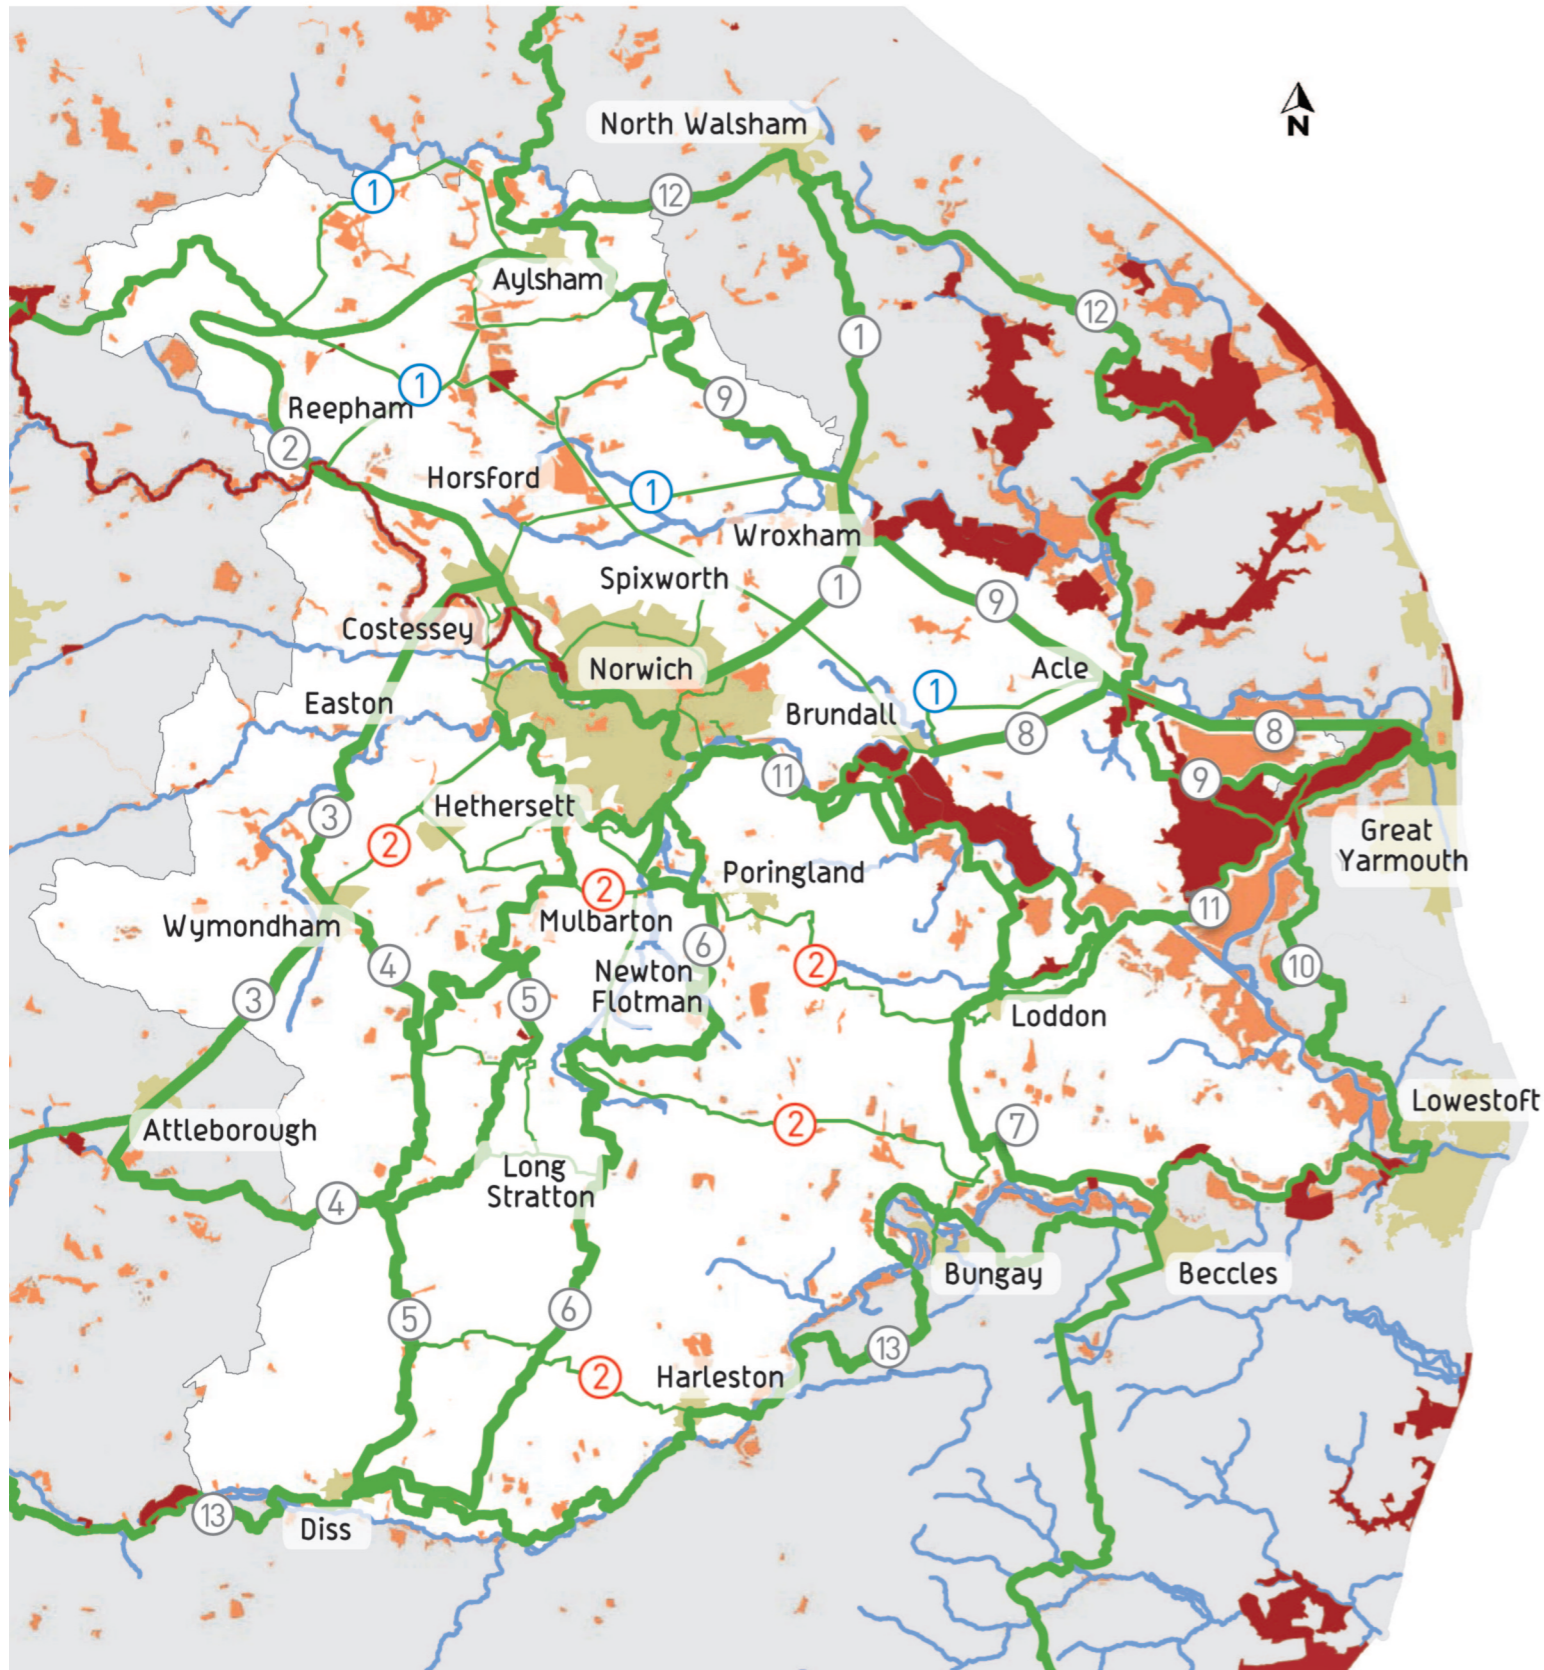 North Walsham
N
1
12
Aylsham
12
1
1
9
Reepham
2
Horsford
1
Wroxham
Spixworth
1
9
Costessey
Norwich
Acle
Easton
1
Brundall
8
8
11
9
Hethersett
3
2
Great
Yarmouth
Poringland
2
Mulbarton
11
Wymondham
6
4
2
10
Newton
Flotman
3
5
Loddon
Lowestoft
Attleborough
2
7
Long
Stratton
4
Bungay
Beccles
6
5
13
2
Harleston
13
Diss